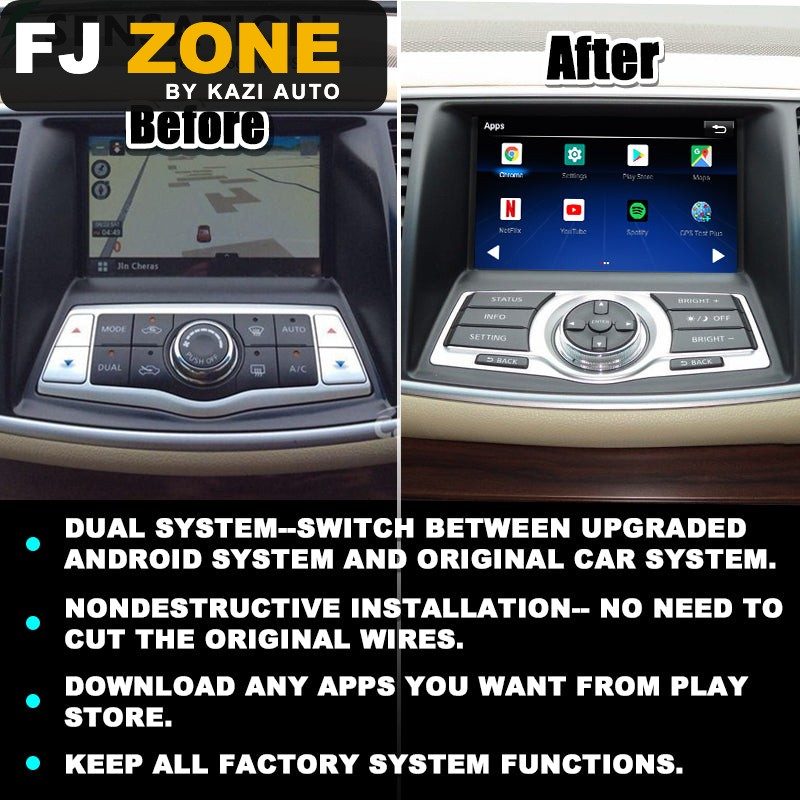 FJ ZONE
BY KAZI AUTO
Before
After
04:49
Jln Cheras
MODE
AUTO
PUSH OFF
DUAL
A/C
Apps
Chrome
Settings
Play Store
Maps
NetFlix
YouTube
Spotify
GPS Test Plus
STATUS
BRIGHT +
INFO
ENTER
OFF
SETTING
BRIGHT −
BACK
BACK
DUAL SYSTEM--SWITCH BETWEEN UPGRADED
ANDROID SYSTEM AND ORIGINAL CAR SYSTEM.
NONDESTRUCTIVE INSTALLATION-- NO NEED TO
CUT THE ORIGINAL WIRES.
DOWNLOAD ANY APPS YOU WANT FROM PLAY
STORE.
KEEP ALL FACTORY SYSTEM FUNCTIONS.